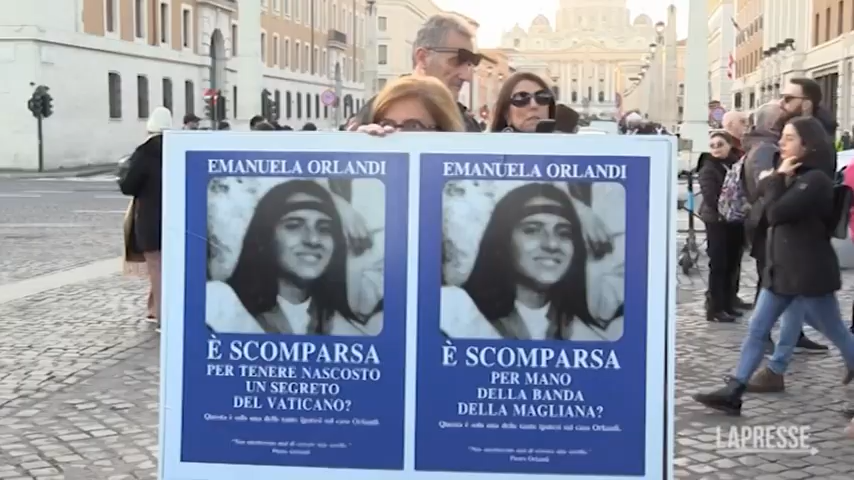 EMANUELA ORLANDI
È SCOMPARSA
PER TENERE NASCOSTO
UN SEGRETO
DEL VATICANO?
Questa è solo una delle tante ipotesi sul caso Orlandi.
Pietro Orlandi
EMANUELA ORLANDI
È SCOMPARSA
PER MANO
DELLA BANDA
DELLA MAGLIANA?
Questa è solo una delle tante ipotesi sul caso Orlandi.
Pietro Orlandi
LAPRESSE